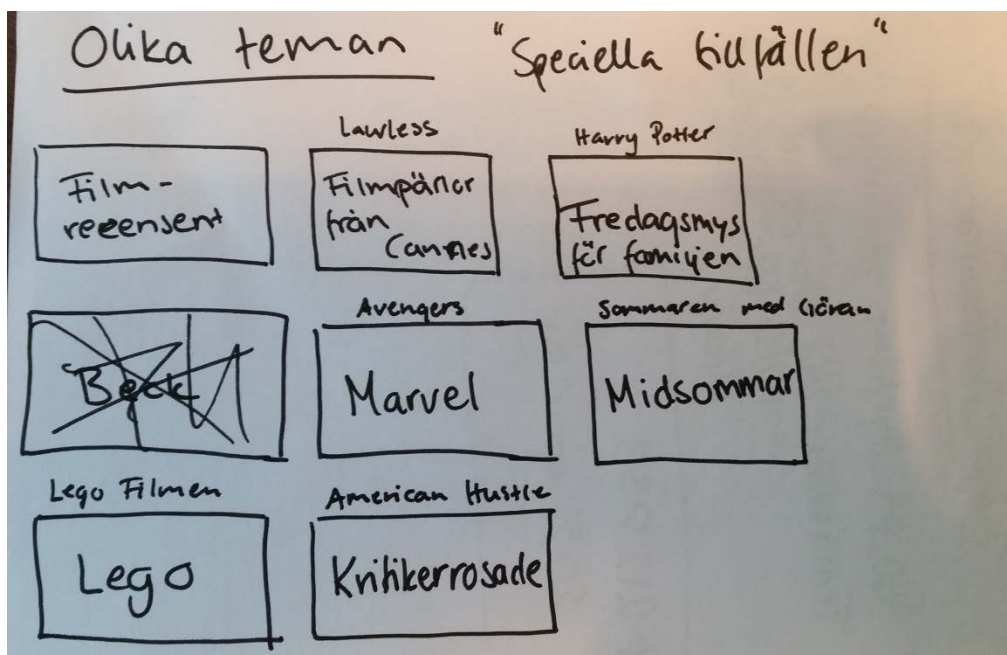 Olika teman "Speciella tillfällen"
Lawless
Harry Potter
Film-
recensent
Filmpärlor
från
Cannes
Fredagsmys
för familjen
Avengers
Sommaren med Göran
Beck
Marvel
Midsommar
Lego Filmen
American Hustle
Lego
Kritikerrosade